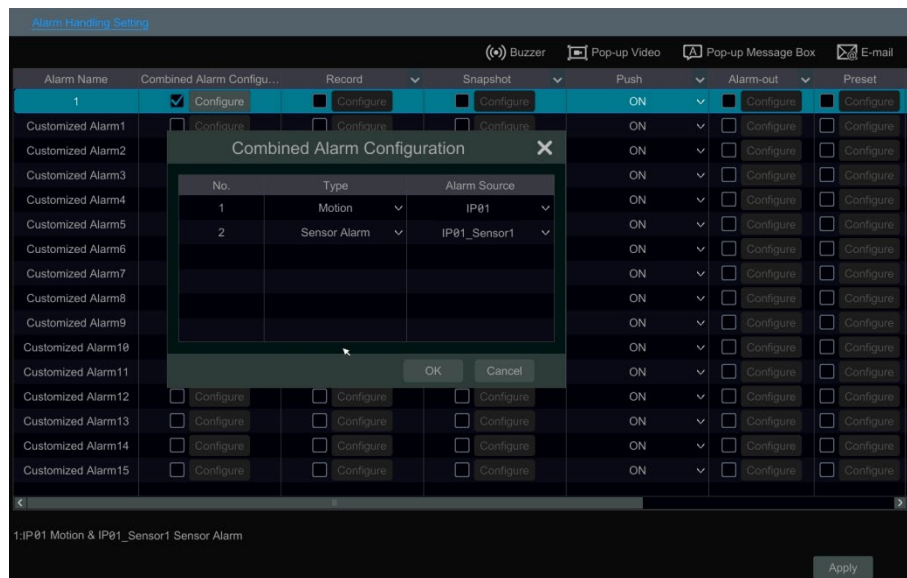 Alarm Handling Setting
Buzzer Pop-up Video Pop-up Message Box E-mail
Alarm Name Combined Alarm Configu... Record Snapshot Push Alarm-out Preset
1 Configure Configure Configure ON Configure Configure
Customized Alarm1 Configure Configure Configure ON Configure Configure
Customized Alarm2 ON Configure Configure
Customized Alarm3 ON Configure Configure
Customized Alarm4 ON Configure Configure
Customized Alarm5 ON Configure Configure
Customized Alarm6 ON Configure Configure
Customized Alarm7 ON Configure Configure
Customized Alarm8 ON Configure Configure
Customized Alarm9 ON Configure Configure
Customized Alarm10 ON Configure Configure
Customized Alarm11 ON Configure Configure
Customized Alarm12 Configure Configure Configure ON Configure Configure
Customized Alarm13 Configure Configure Configure ON Configure Configure
Customized Alarm14 Configure Configure Configure ON Configure Configure
Customized Alarm15 Configure Configure Configure ON Configure Configure
Combined Alarm Configuration
No. Type Alarm Source
1 Motion IP01
2 Sensor Alarm IP01_Sensor1
OK Cancel
1:IP01 Motion & IP01_Sensor1 Sensor Alarm
Apply